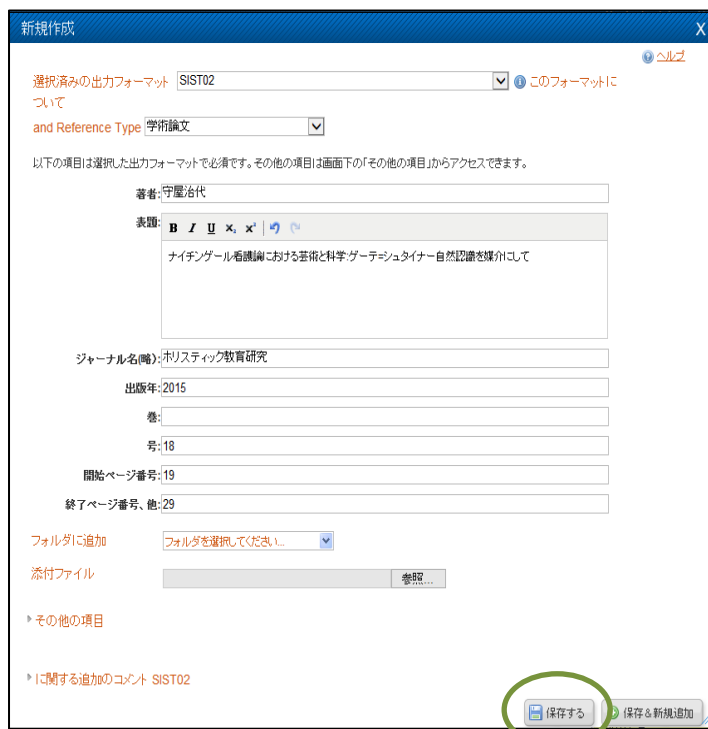 新規作成 X
ヘルプ
選択済みの出力フォーマット SIST02 このフォーマットに
ついて
and Reference Type 学術論文
以下の項目は選択した出力フォーマットで必須です。その他の項目は画面下の「その他の項目」からアクセスできます。
著者: 守屋治代
表題: B I U x₂ x²
ナイチンゲール看護論における芸術と科学:ゲーテ=シュタイナー自然認識を媒介にして
ジャーナル名(略): ホリスティック教育研究
出版年: 2015
巻:
号: 18
開始ページ番号: 19
終了ページ番号、他: 29
フォルダに追加 フォルダを選択してください...
添付ファイル 参照...
その他の項目
に関する追加のコメント SIST02
保存する 保存&新規追加